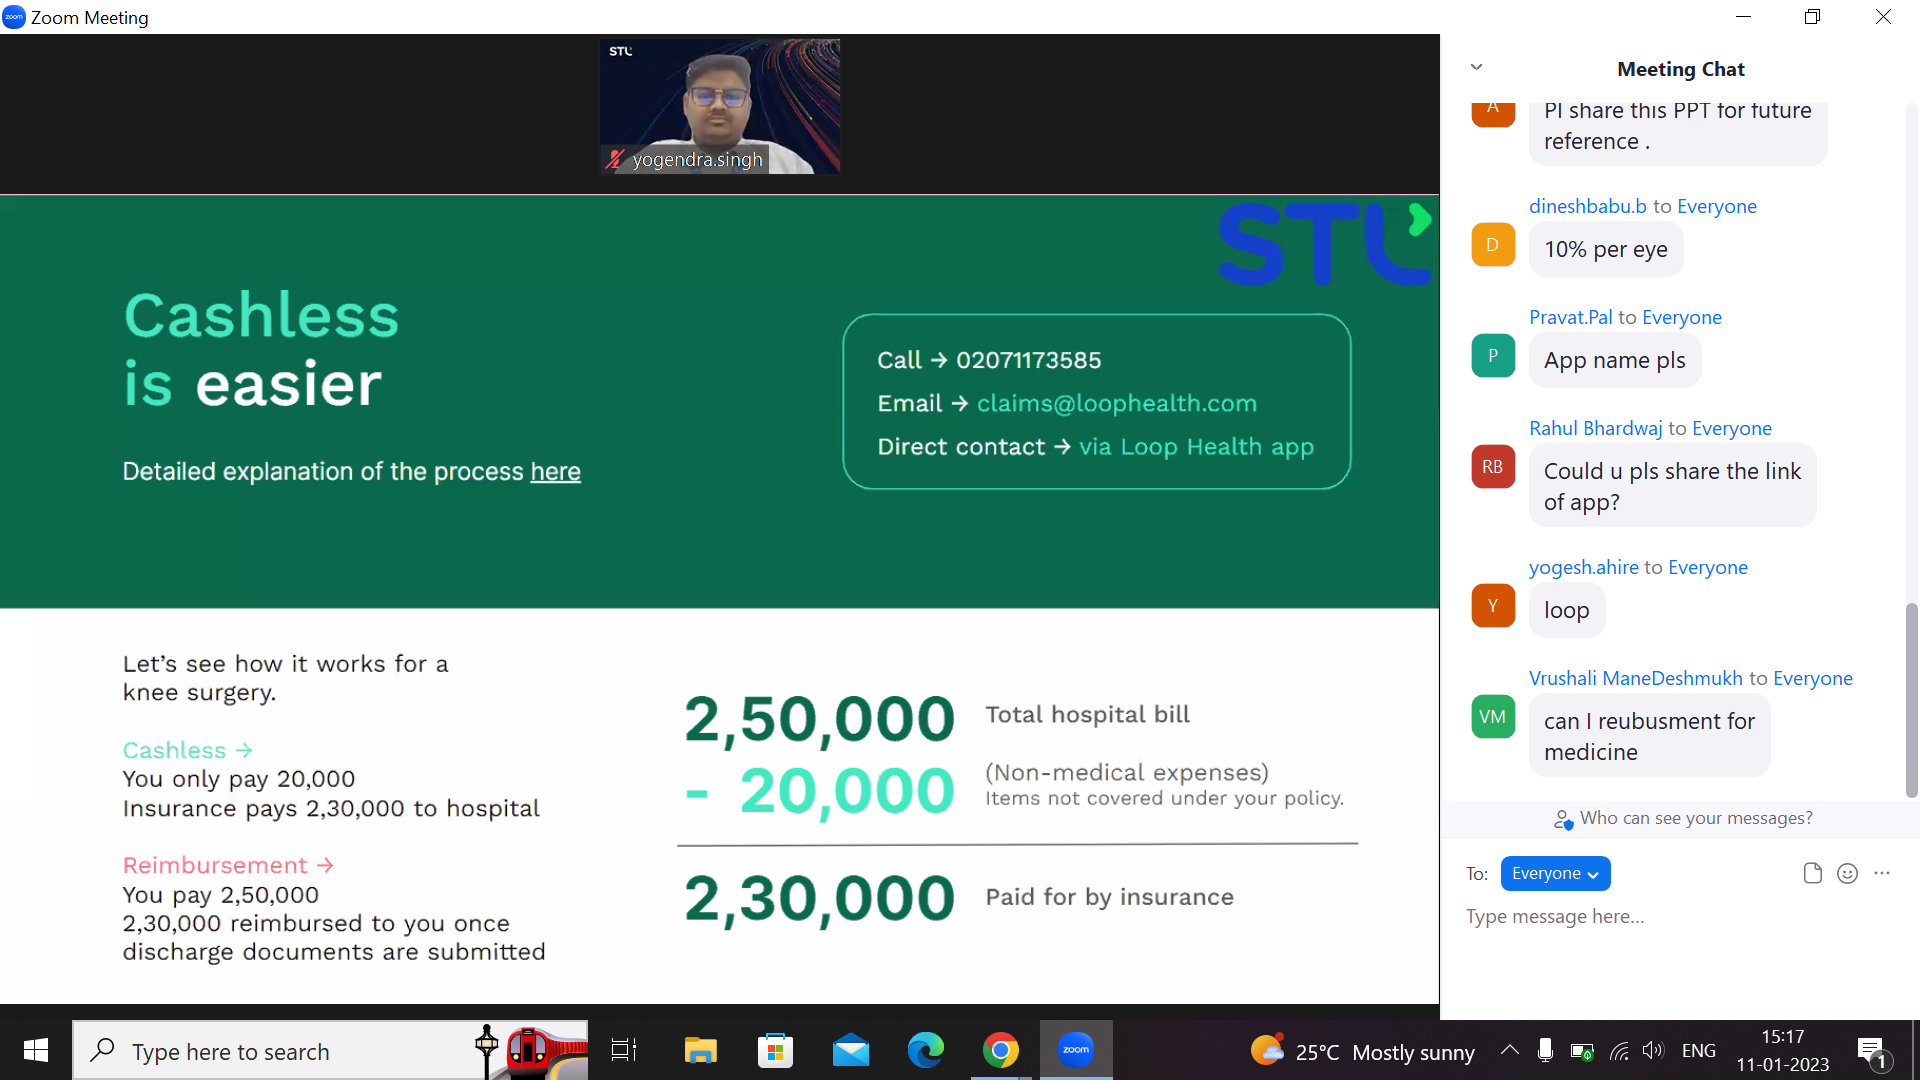 zoom Zoom Meeting
STL
yogendra.singh
STL
Cashless
is easier
Detailed explanation of the process here
Call → 02071173585
Email → claims@loophealth.com
Direct contact → via Loop Health app
Let's see how it works for a
knee surgery.
Cashless →
You only pay 20,000
Insurance pays 2,30,000 to hospital
Reimbursement →
You pay 2,50,000
2,30,000 reimbursed to you once
discharge documents are submitted
2,50,000 Total hospital bill
- 20,000 (Non-medical expenses)
Items not covered under your policy.
2,30,000 Paid for by insurance
Meeting Chat
A
Pl share this PPT for future
reference .
dineshbabu.b to Everyone
D
10% per eye
Pravat.Pal to Everyone
P
App name pls
Rahul Bhardwaj to Everyone
RB
Could u pls share the link
of app?
yogesh.ahire to Everyone
Y
loop
Vrushali ManeDeshmukh to Everyone
VM
can I reubusment for
medicine
Who can see your messages?
To: Everyone
Type message here...
Type here to search
zoom
25°C Mostly sunny
ENG
15:17
11-01-2023
1